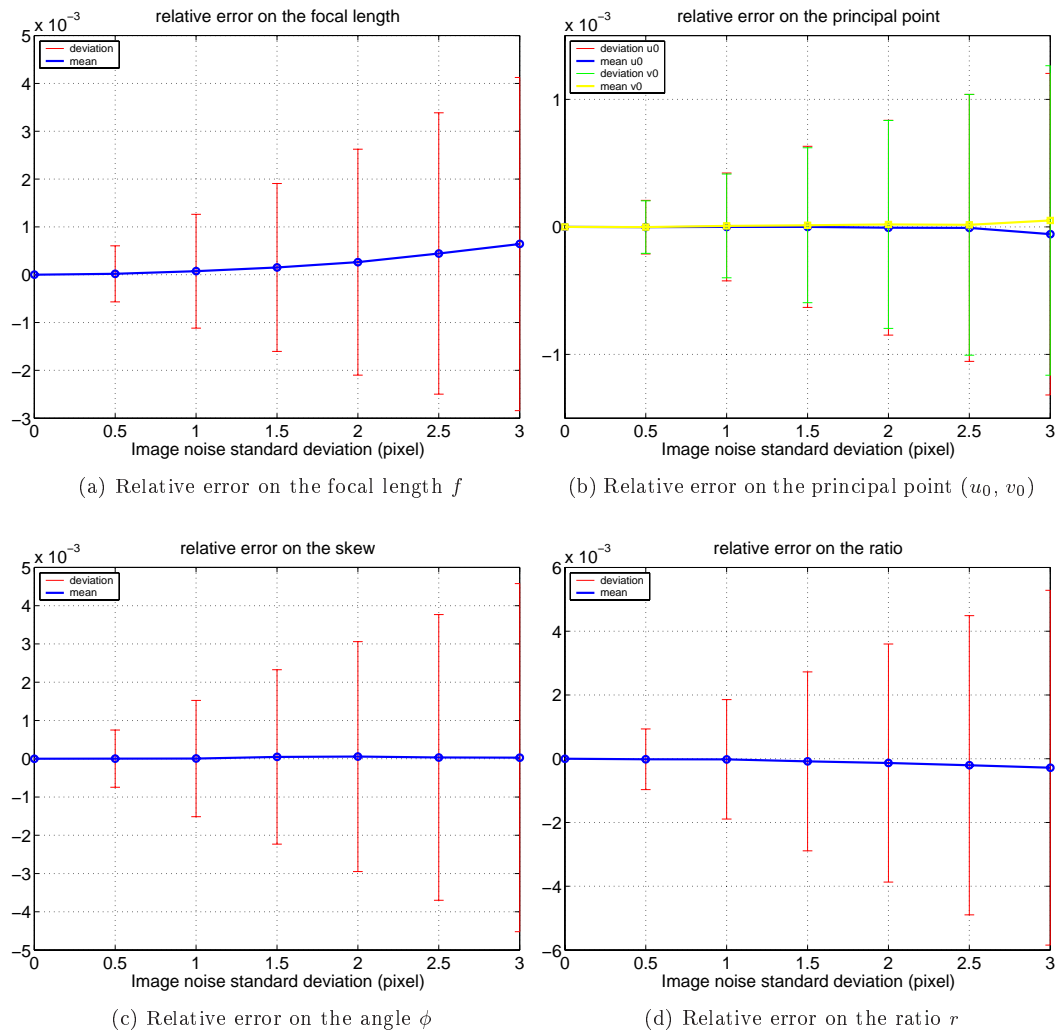 relative error on the focal length
x 10−3
deviation
mean
5
4
3
2
1
0
−1
−2
−3
0 0.5 1 1.5 2 2.5 3
Image noise standard deviation (pixel)
(a) Relative error on the focal length f
relative error on the principal point
x 10−3
deviation u0
mean u0
deviation v0
mean v0
1
0
−1
0 0.5 1 1.5 2 2.5 3
Image noise standard deviation (pixel)
(b) Relative error on the principal point (u0, v0)
relative error on the skew
x 10−3
deviation
mean
5
4
3
2
1
0
−1
−2
−3
−4
−5
0 0.5 1 1.5 2 2.5 3
Image noise standard deviation (pixel)
(c) Relative error on the angle ϕ
relative error on the ratio
x 10−3
deviation
mean
6
4
2
0
−2
−4
−6
0 0.5 1 1.5 2 2.5 3
Image noise standard deviation (pixel)
(d) Relative error on the ratio r